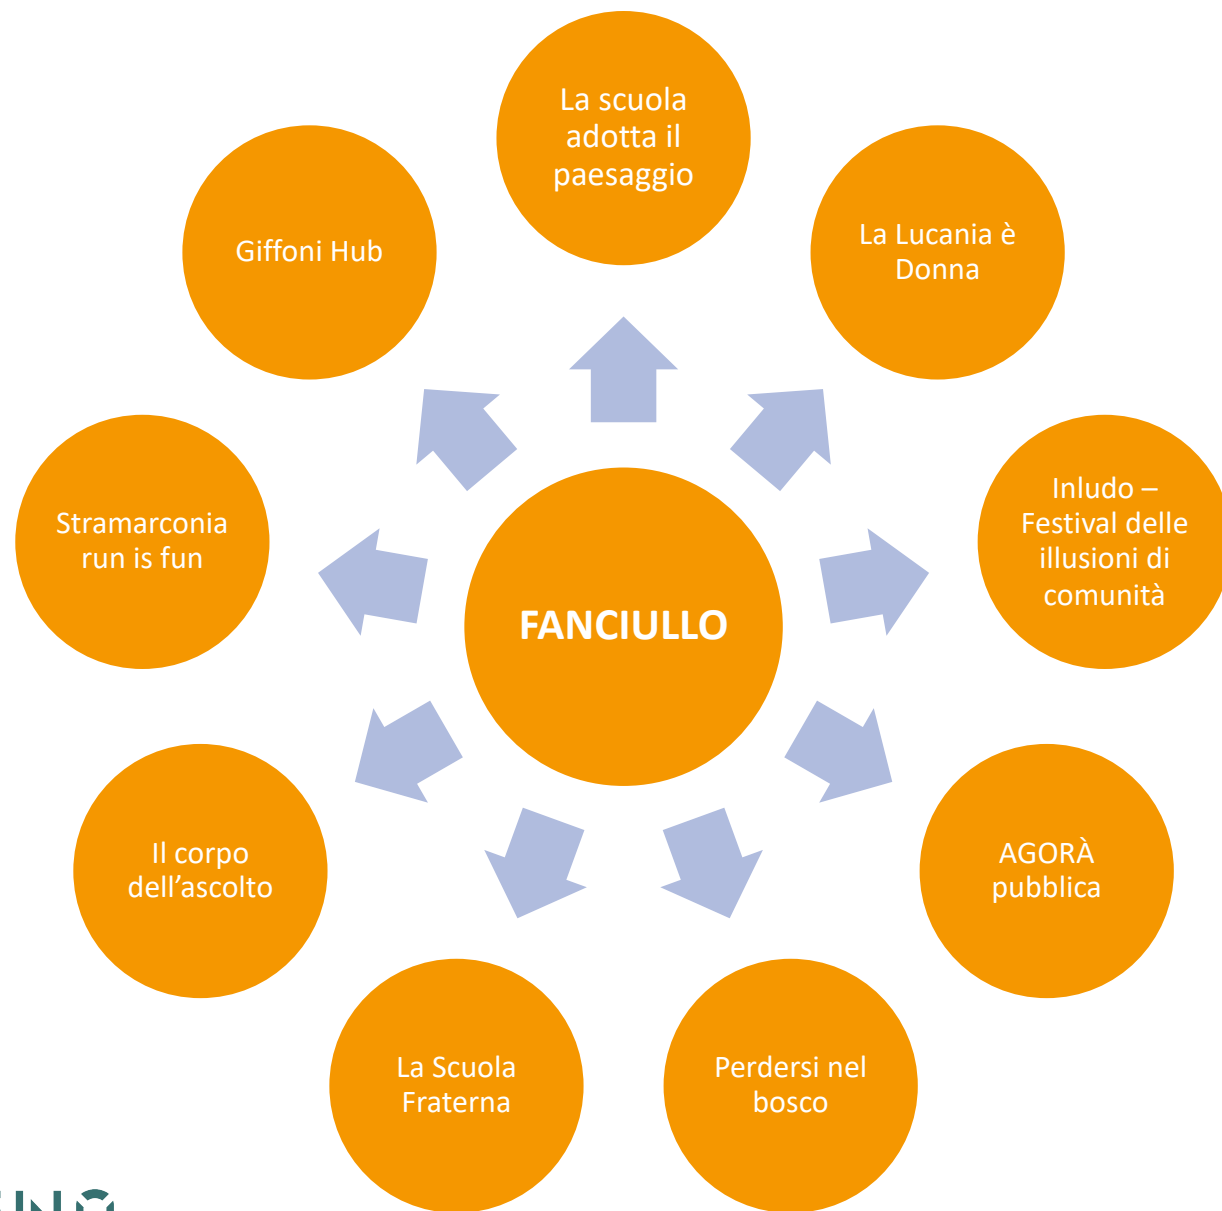 La scuola
adotta il
paesaggio
Giffoni Hub
La Lucania è
Donna
Stramarconia
run is fun
Inludo –
Festival delle
illusioni di
comunità
FANCIULLO
Il corpo
dell’ascolto
AGORÀ
pubblica
La Scuola
Fraterna
Perdersi nel
bosco